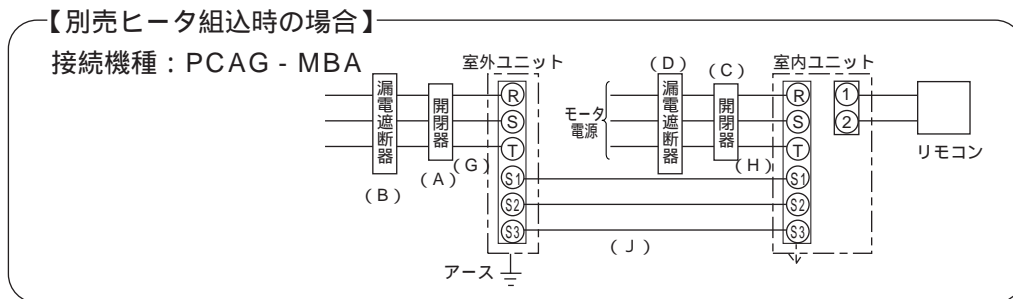 【別売ヒータ組込時の場合】
接続機種：PCAG - MBA
室外ユニット
漏電遮断器
（B）
開閉器
（A）
（G）
R
S
T
S1
S2
S3
アース
モータ電源
（D）
漏電遮断器
（C）
開閉器
（H）
（J）
室内ユニット
R
S
T
S1
S2
S3
1
2
リモコン